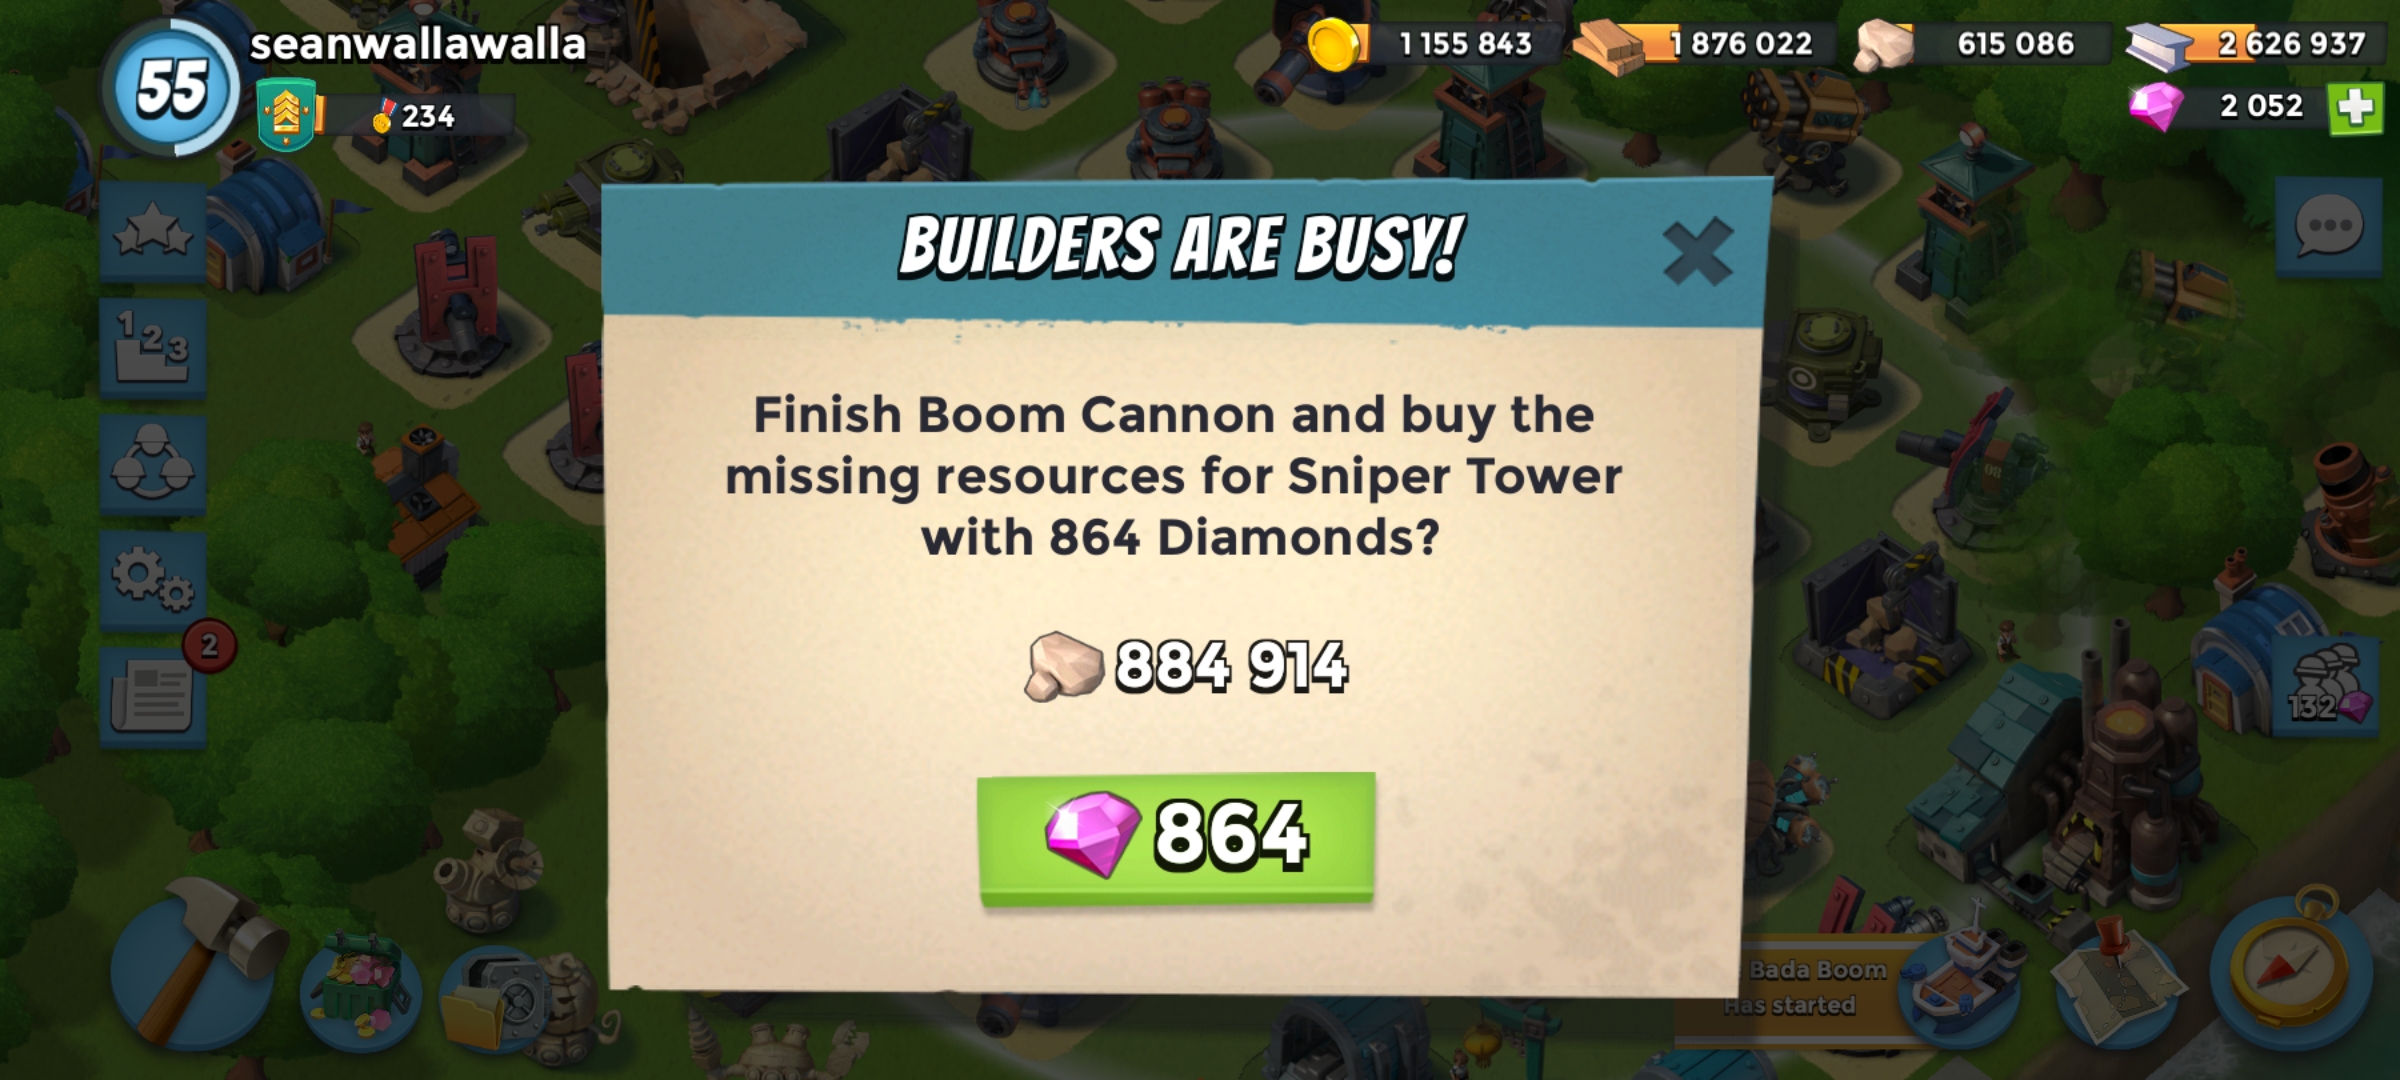 55
seanwallawalla
234
1 155 843
1 876 022
615 086
2 626 937
2 052
BUILDERS ARE BUSY!
Finish Boom Cannon and buy the
missing resources for Sniper Tower
with 864 Diamonds?
884 914
864
1 2 3
2
08
132
Bada Boom
Has started